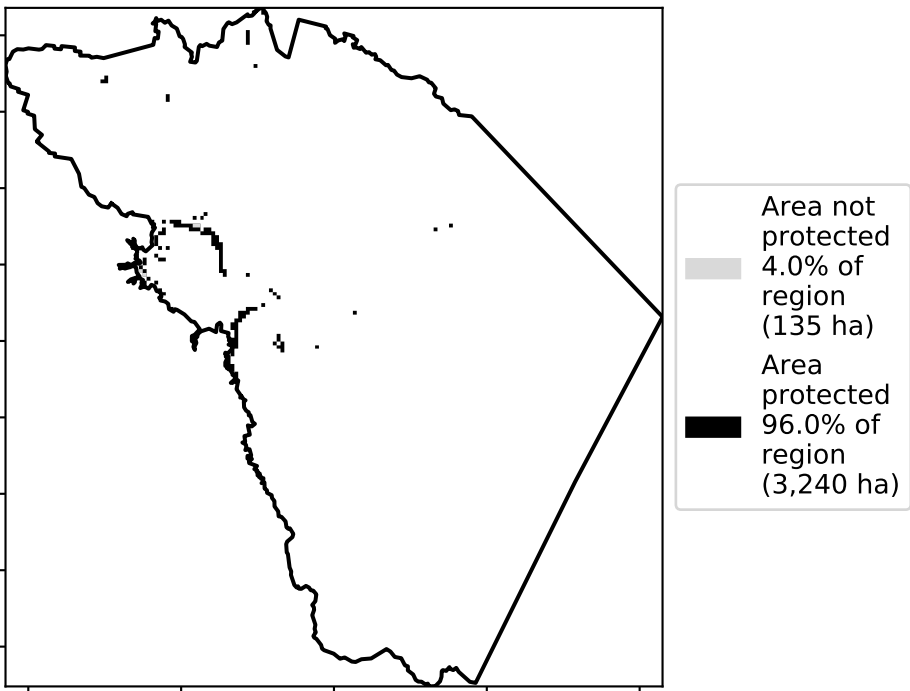 Area not
protected
4.0% of
region
(135 ha)
Area
protected
96.0% of
region
(3,240 ha)